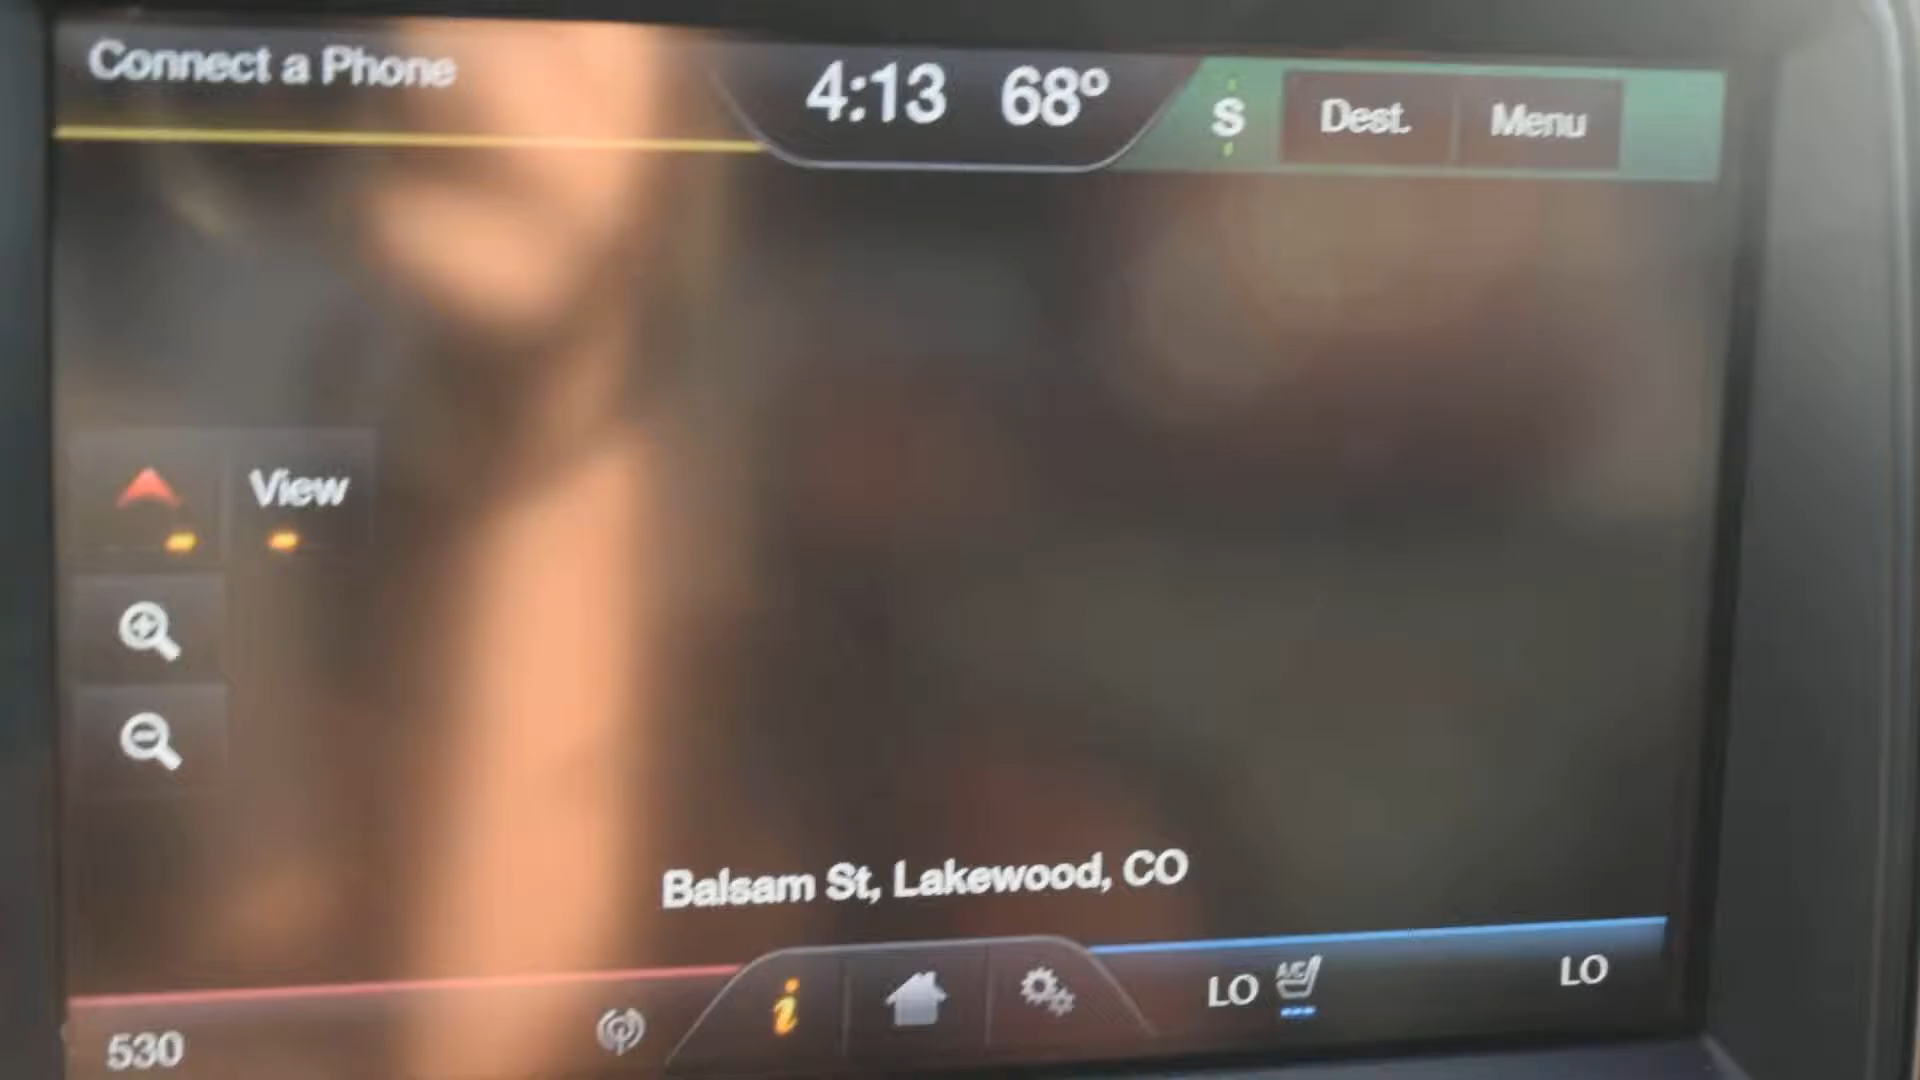 Connect a Phone
4:13 68°
S
Dest.
Menu
View
Balsam St, Lakewood, CO
530
i
LO
A/C
LO